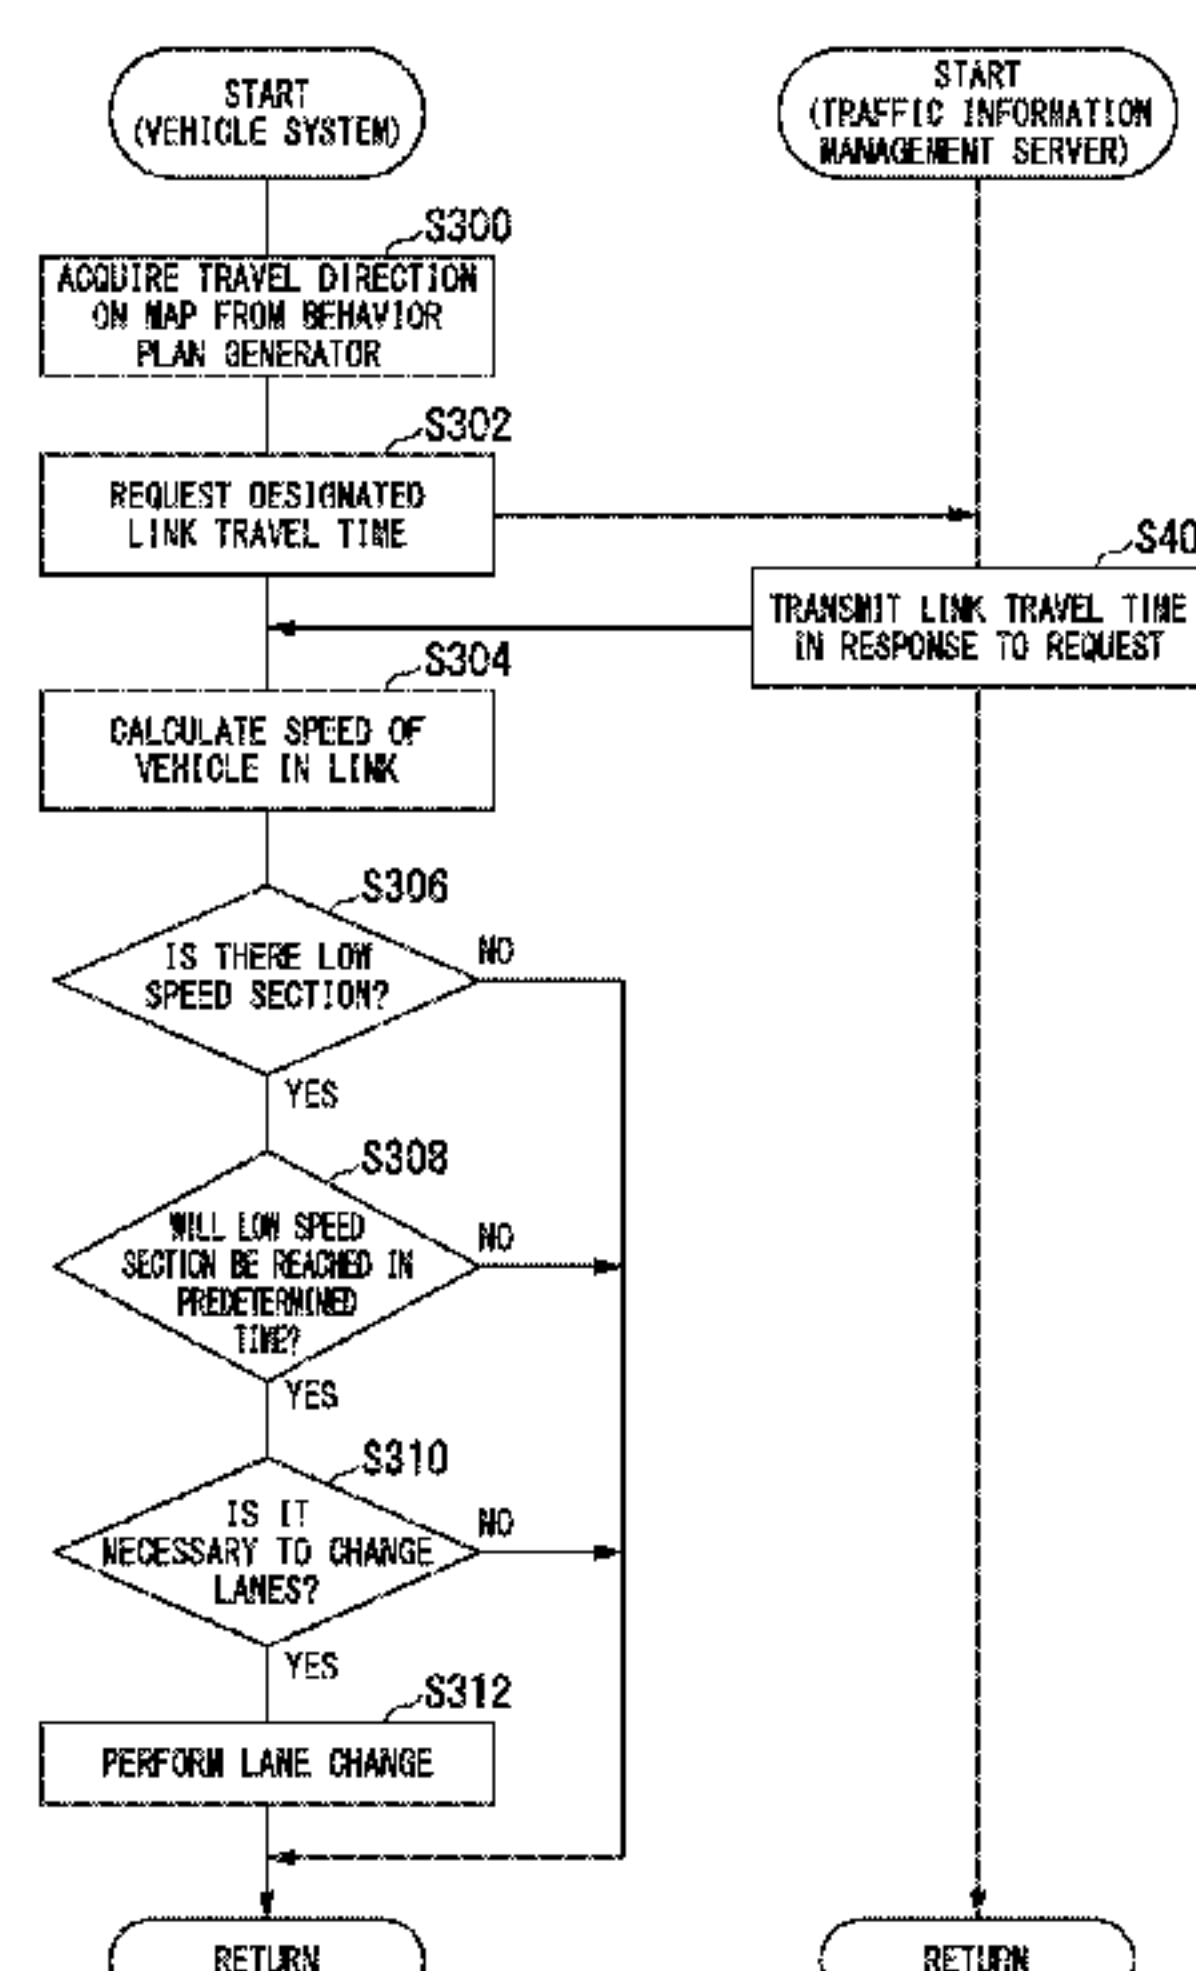 START
(VEHICLE SYSTEM)
START
(TRAFFIC INFORMATION
MANAGEMENT SERVER)
S300
ACQUIRE TRAVEL DIRECTION
ON MAP FROM BEHAVIOR
PLAN GENERATOR
S302
REQUEST DESIGNATED
LINK TRAVEL TIME
S40
TRANSMIT LINK TRAVEL TIME
IN RESPONSE TO REQUEST
S304
CALCULATE SPEED OF
VEHICLE IN LINK
S306
IS THERE LOW
SPEED SECTION?
NO
YES
S308
WILL LOW SPEED
SECTION BE REACHED IN
PREDETERMINED
TIME?
NO
YES
S310
IS IT
NECESSARY TO CHANGE
LANES?
NO
YES
S312
PERFORM LANE CHANGE
RETURN
RETURN